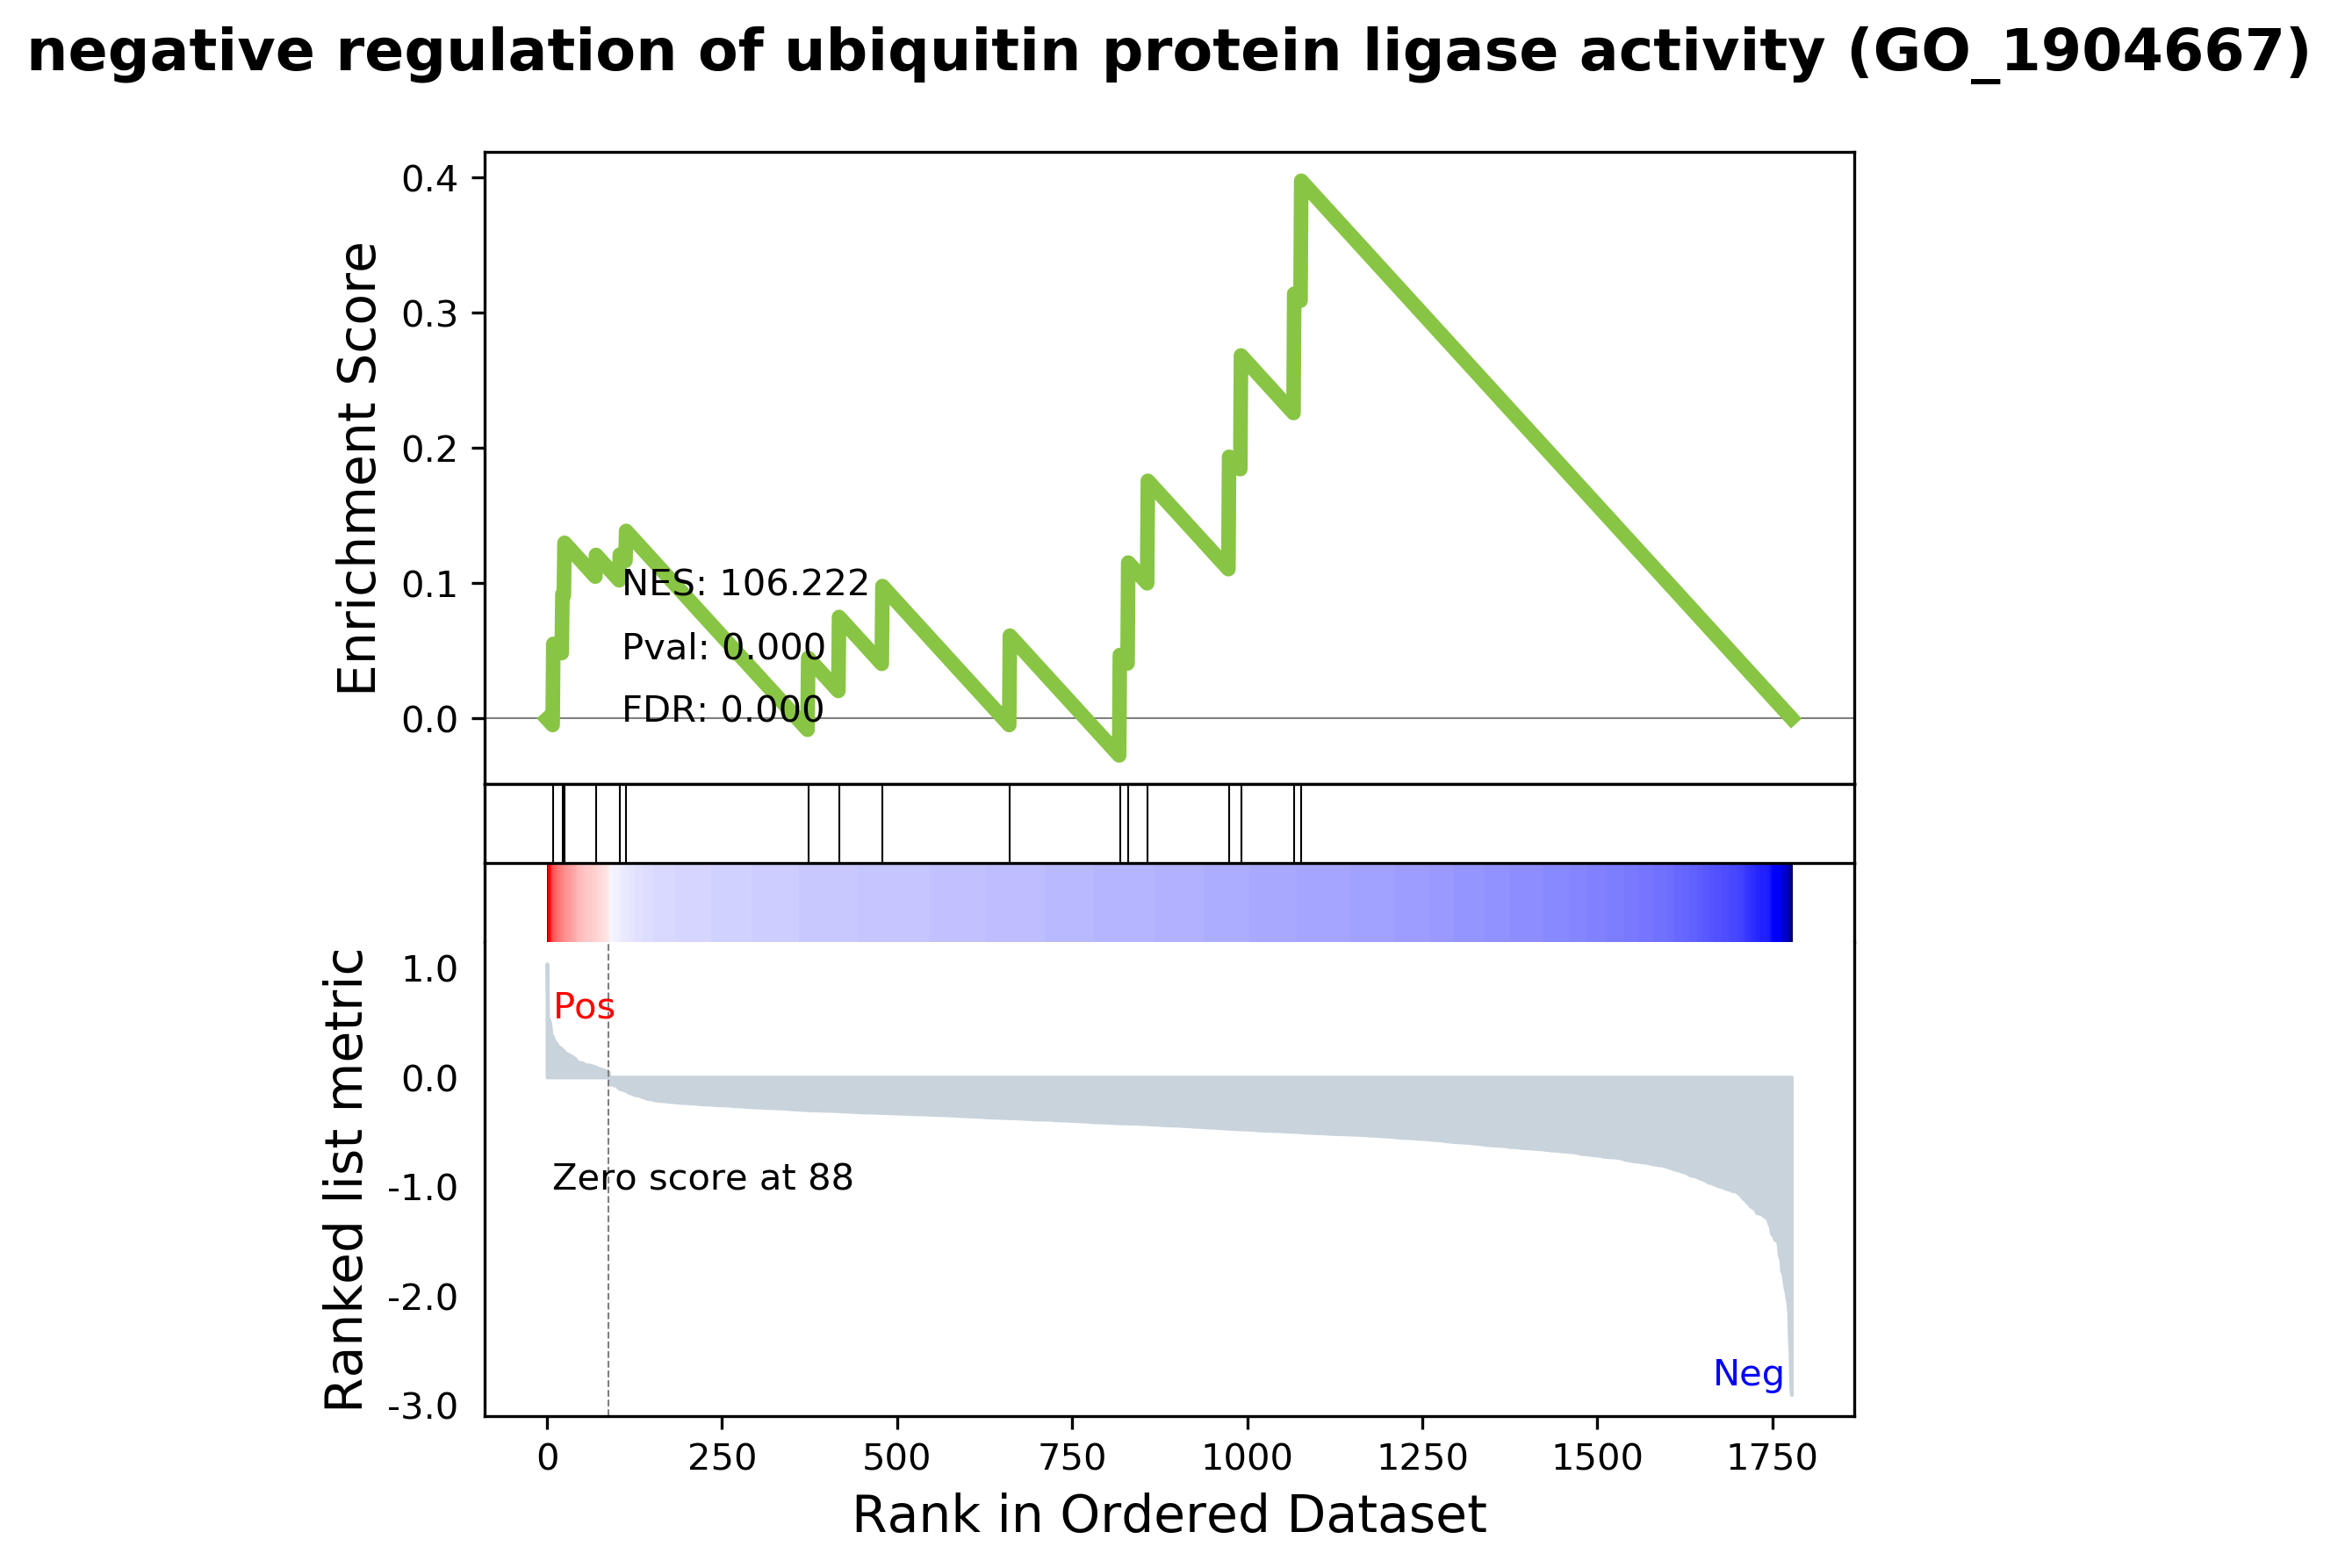 negative regulation of ubiquitin protein ligase activity (GO_1904667)
Enrichment Score
0.4
0.3
0.2
0.1
0.0
NES: 106.222
Pval: 0.000
FDR: 0.000
Ranked list metric
1.0
0.0
-1.0
-2.0
-3.0
Pos
Zero score at 88
Neg
0 250 500 750 1000 1250 1500 1750
Rank in Ordered Dataset